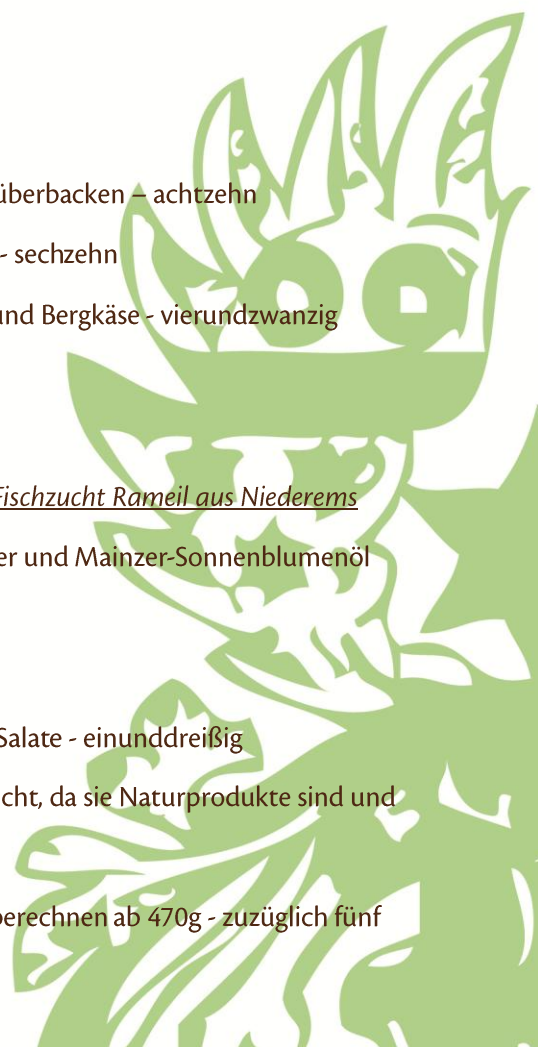 überbacken – achtzehn
- sechzehn
und Bergkäse - vierundzwanzig
Fischzucht Rameil aus Niederems
er und Mainzer-Sonnenblumenöl
Salate - einunddreißig
cht, da sie Naturprodukte sind und
berechnen ab 470g - zuzüglich fünf